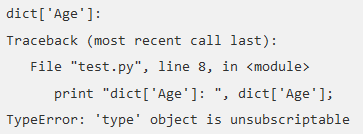 dict['Age']:
Traceback (most recent call last):
File "test.py", line 8, in <module>
print "dict['Age']: ", dict['Age'];
TypeError: 'type' object is unsubscriptable